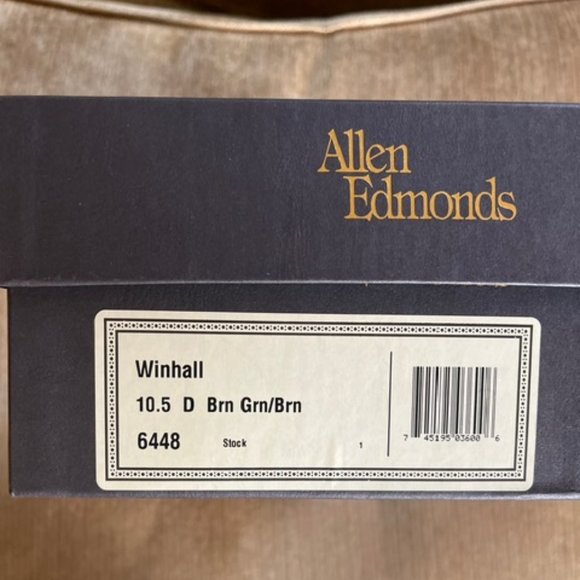 Allen
Edmonds
Winhall
10.5 D Brn Grn/Brn
6448 Stock 1
7 45195 03600 6